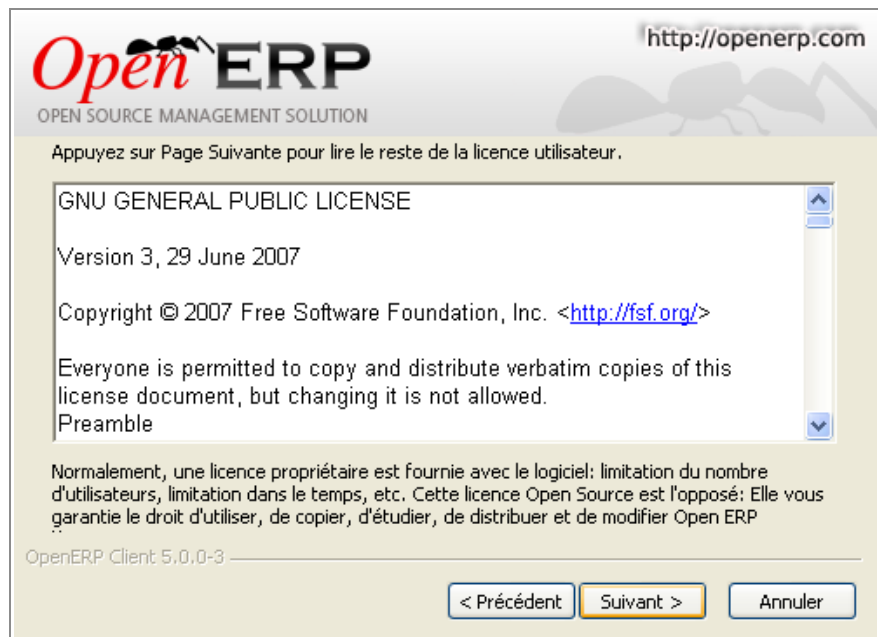 http://openerp.com
Open ERP
OPEN SOURCE MANAGEMENT SOLUTION
Appuyez sur Page Suivante pour lire le reste de la licence utilisateur.
GNU GENERAL PUBLIC LICENSE
Version 3, 29 June 2007
Copyright © 2007 Free Software Foundation, Inc. <http://fsf.org/>
Everyone is permitted to copy and distribute verbatim copies of this
license document, but changing it is not allowed.
Preamble
Normalement, une licence propriétaire est fournie avec le logiciel: limitation du nombre
d'utilisateurs, limitation dans le temps, etc. Cette licence Open Source est l'opposé: Elle vous
garantie le droit d'utiliser, de copier, d'étudier, de distribuer et de modifier Open ERP
OpenERP Client 5.0.0-3
< Précédent Suivant > Annuler